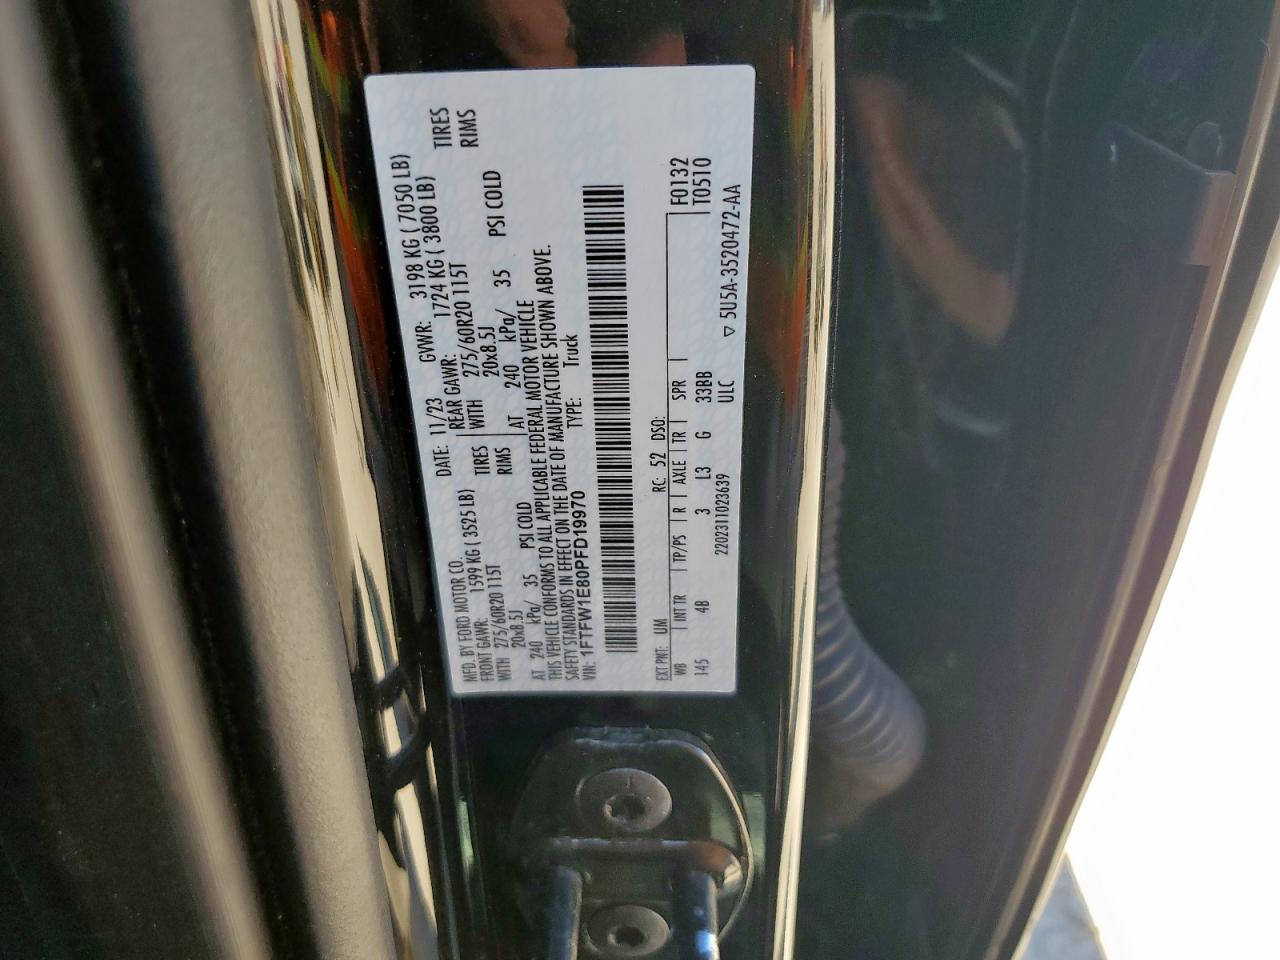 MFD. BY FORD MOTOR CO.
DATE: 11/23 GVWR: 3198 KG ( 7050 LB)
FRONT GAWR: 1599 KG ( 3525 LB) REAR GAWR: 1724 KG ( 3800 LB)
WITH 275/60R20 115T TIRES WITH 275/60R20 115T TIRES
20x8.5J RIMS 20x8.5J RIMS
AT 240 kPa/ 35 PSI COLD AT 240 kPa/ 35 PSI COLD
THIS VEHICLE CONFORMS TO ALL APPLICABLE FEDERAL MOTOR VEHICLE
SAFETY STANDARDS IN EFFECT ON THE DATE OF MANUFACTURE SHOWN ABOVE.
VIN: 1FTFW1E80PFD19970 TYPE: Truck
EXT PNT: UM RC: 52 DSO: F0132
WB INT TR TP/PS R AXLE TR SPR T0510
145 4B 3 L3 G 33BB
2202311023639 ULC ▽ 5U5A-3520472-AA